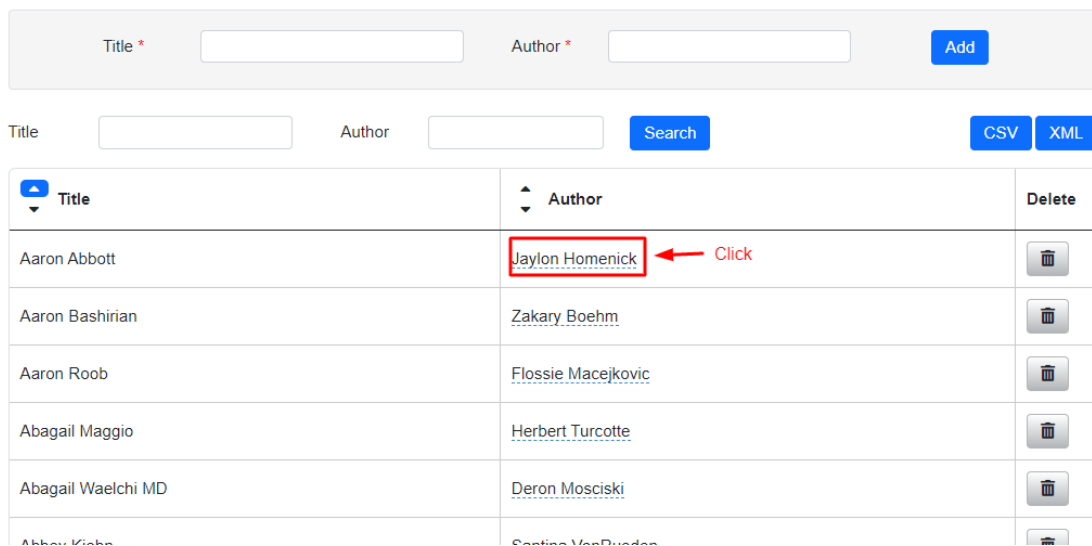 Title * Author * Add
Title Author Search CSV XML
Title Author Delete
Aaron Abbott Jaylon Homenick Click
Aaron Bashirian Zakary Boehm
Aaron Roob Flossie Macejkovic
Abagail Maggio Herbert Turcotte
Abagail Waelchi MD Deron Mosciski